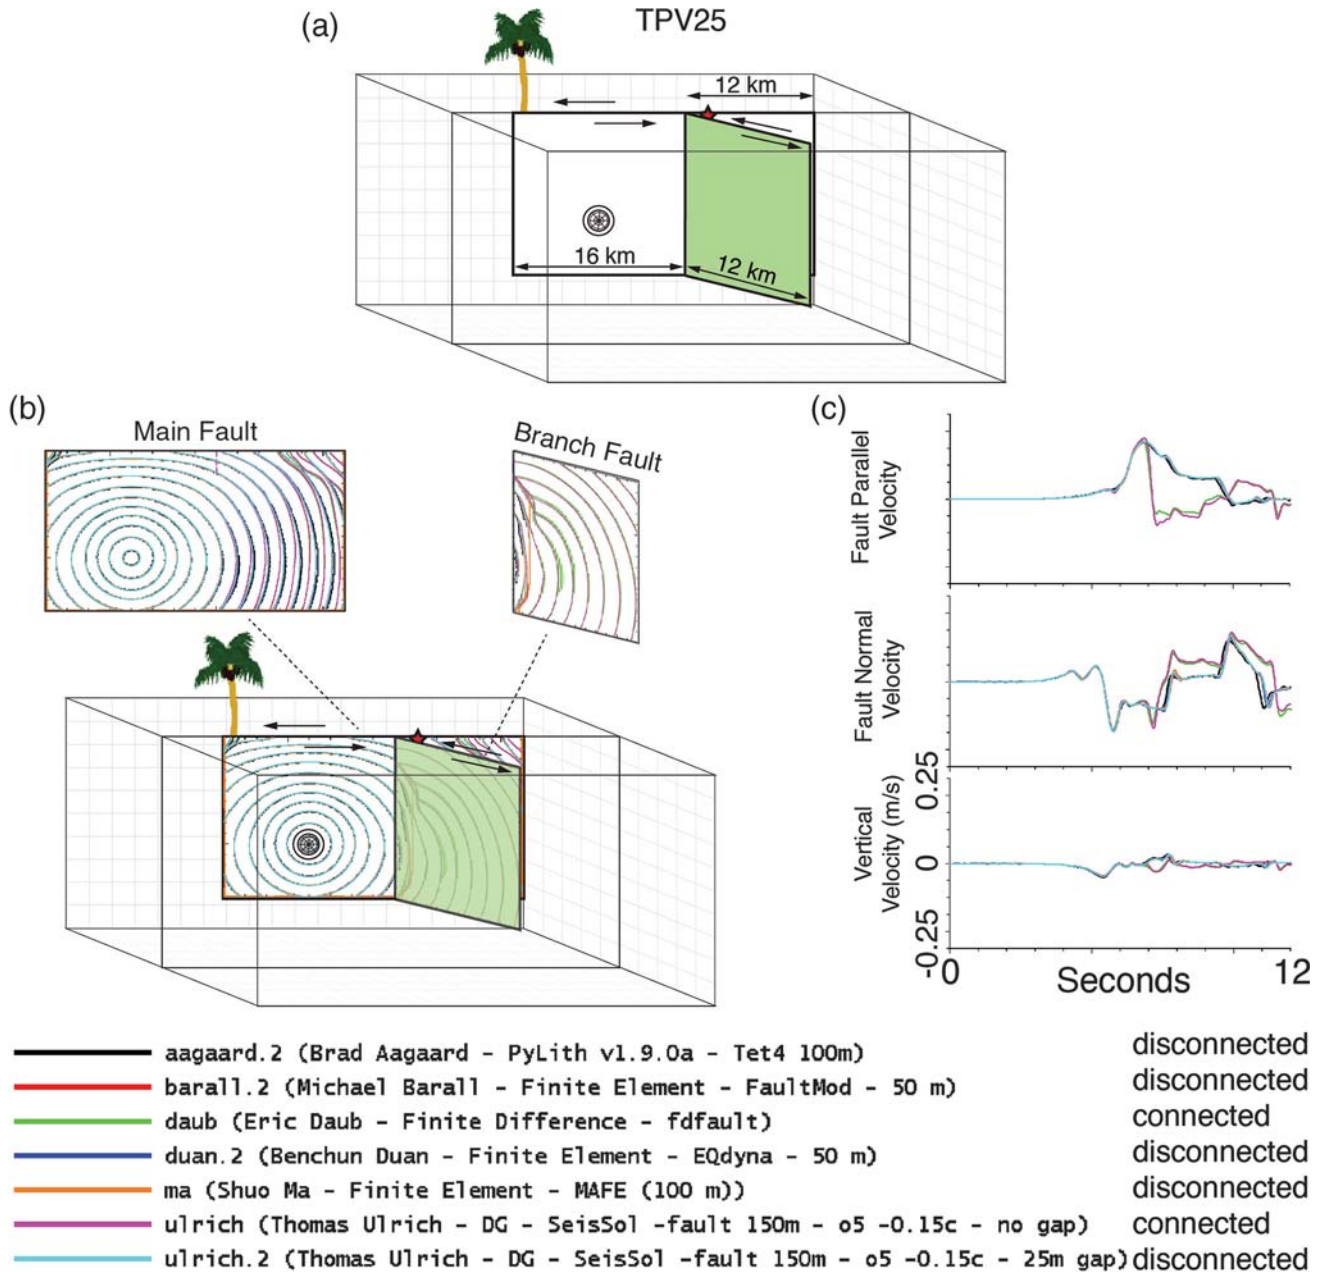 (a)
TPV25
12 km
16 km
12 km
(b)
Main Fault
Branch Fault
(c)
Fault Parallel
Velocity
Fault Normal
Velocity
Vertical
Velocity (m/s)
0.25
0
-0.25
-0
Seconds
12
aagaard.2 (Brad Aagaard - PyLith v1.9.0a - Tet4 100m) disconnected
barall.2 (Michael Barall - Finite Element - FaultMod - 50 m) disconnected
daub (Eric Daub - Finite Difference - fdfault) connected
duan.2 (Benchun Duan - Finite Element - EQdyna - 50 m) disconnected
ma (Shuo Ma - Finite Element - MAFE (100 m)) disconnected
ulrich (Thomas Ulrich - DG - SeisSol -fault 150m - o5 -0.15c - no gap) connected
ulrich.2 (Thomas Ulrich - DG - SeisSol -fault 150m - o5 -0.15c - 25m gap) disconnected